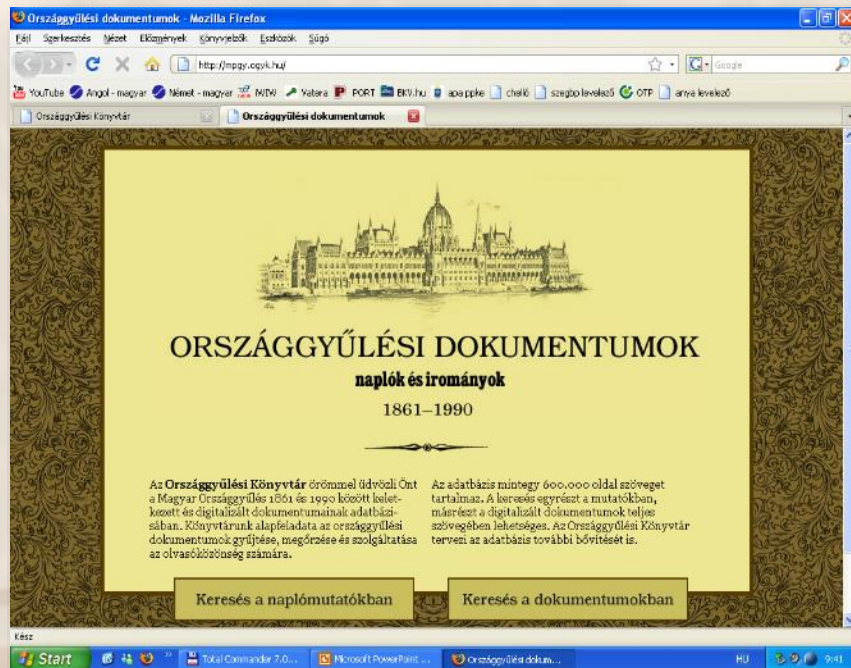 Országgyűlési dokumentumok - Mozilla Firefox
Fájl Szerkesztés Nézet Előzmények Könyvjelzők Eszközök Súgó
http://mpgy.ogyk.hu/ Google
YouTube Angol - magyar Német - magyar IWIW Vatera PORT BKV.hu apa ppke chello szegbp levelező OTP anya levelező
Országgyűlési Könyvtár Országgyűlési dokumentumok
ORSZÁGGYŰLÉSI DOKUMENTUMOK
naplók és irományok
1861–1990
Az Országgyűlési Könyvtár örömmel üdvözli Önt
a Magyar Országgyűlés 1861 és 1990 között kelet-
kezett és digitalizált dokumentumainak adatbázi-
sában. Könyvtárunk alapfeladata az országgyűlési
dokumentumok gyűjtése, megőrzése és szolgáltatása
az olvasóközönség számára.
Az adatbázis mintegy 600.000 oldal szöveget
tartalmaz. A keresés egyrészt a mutatókban,
másrészt a digitalizált dokumentumok teljes
szövegében lehetséges. Az Országgyűlési Könyvtár
tervezi az adatbázis további bővítését is.
Keresés a naplómutatókban Keresés a dokumentumokban
Kész
Start Total Commander 7.0... Microsoft PowerPoint ... Országgyűlési dokum... HU 9:41